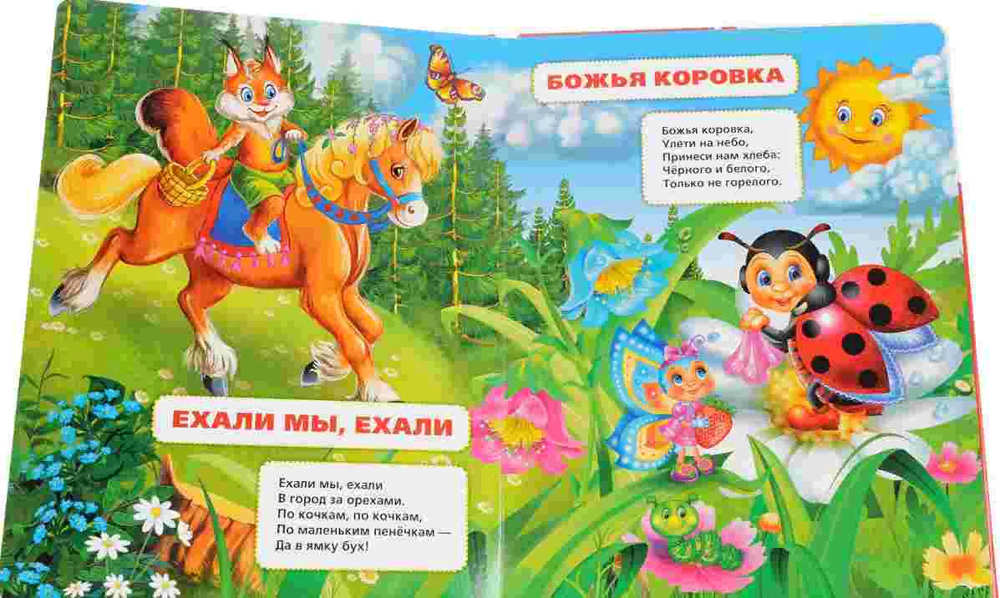 ЕХАЛИ МЫ, ЕХАЛИ
Ехали мы, ехали
В город за орехами.
По кочкам, по кочкам,
По маленьким пенёчкам —
Да в ямку бух!
БОЖЬЯ КОРОВКА
Божья коровка,
Улети на небо,
Принеси нам хлеба:
Чёрного и белого,
Только не горелого.